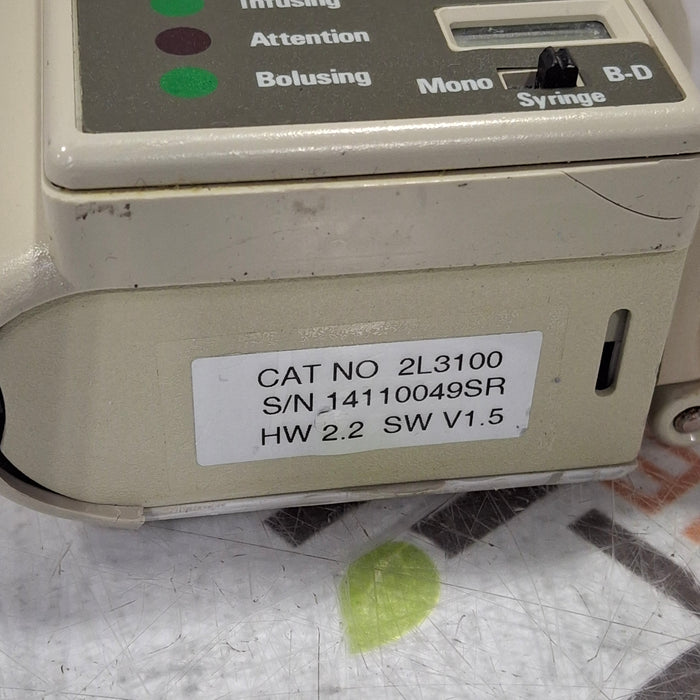 Infusing
Attention
Bolusing
Mono
B-D
Syringe
CAT NO 2L3100
S/N 14110049SR
HW 2.2 SW V1.5